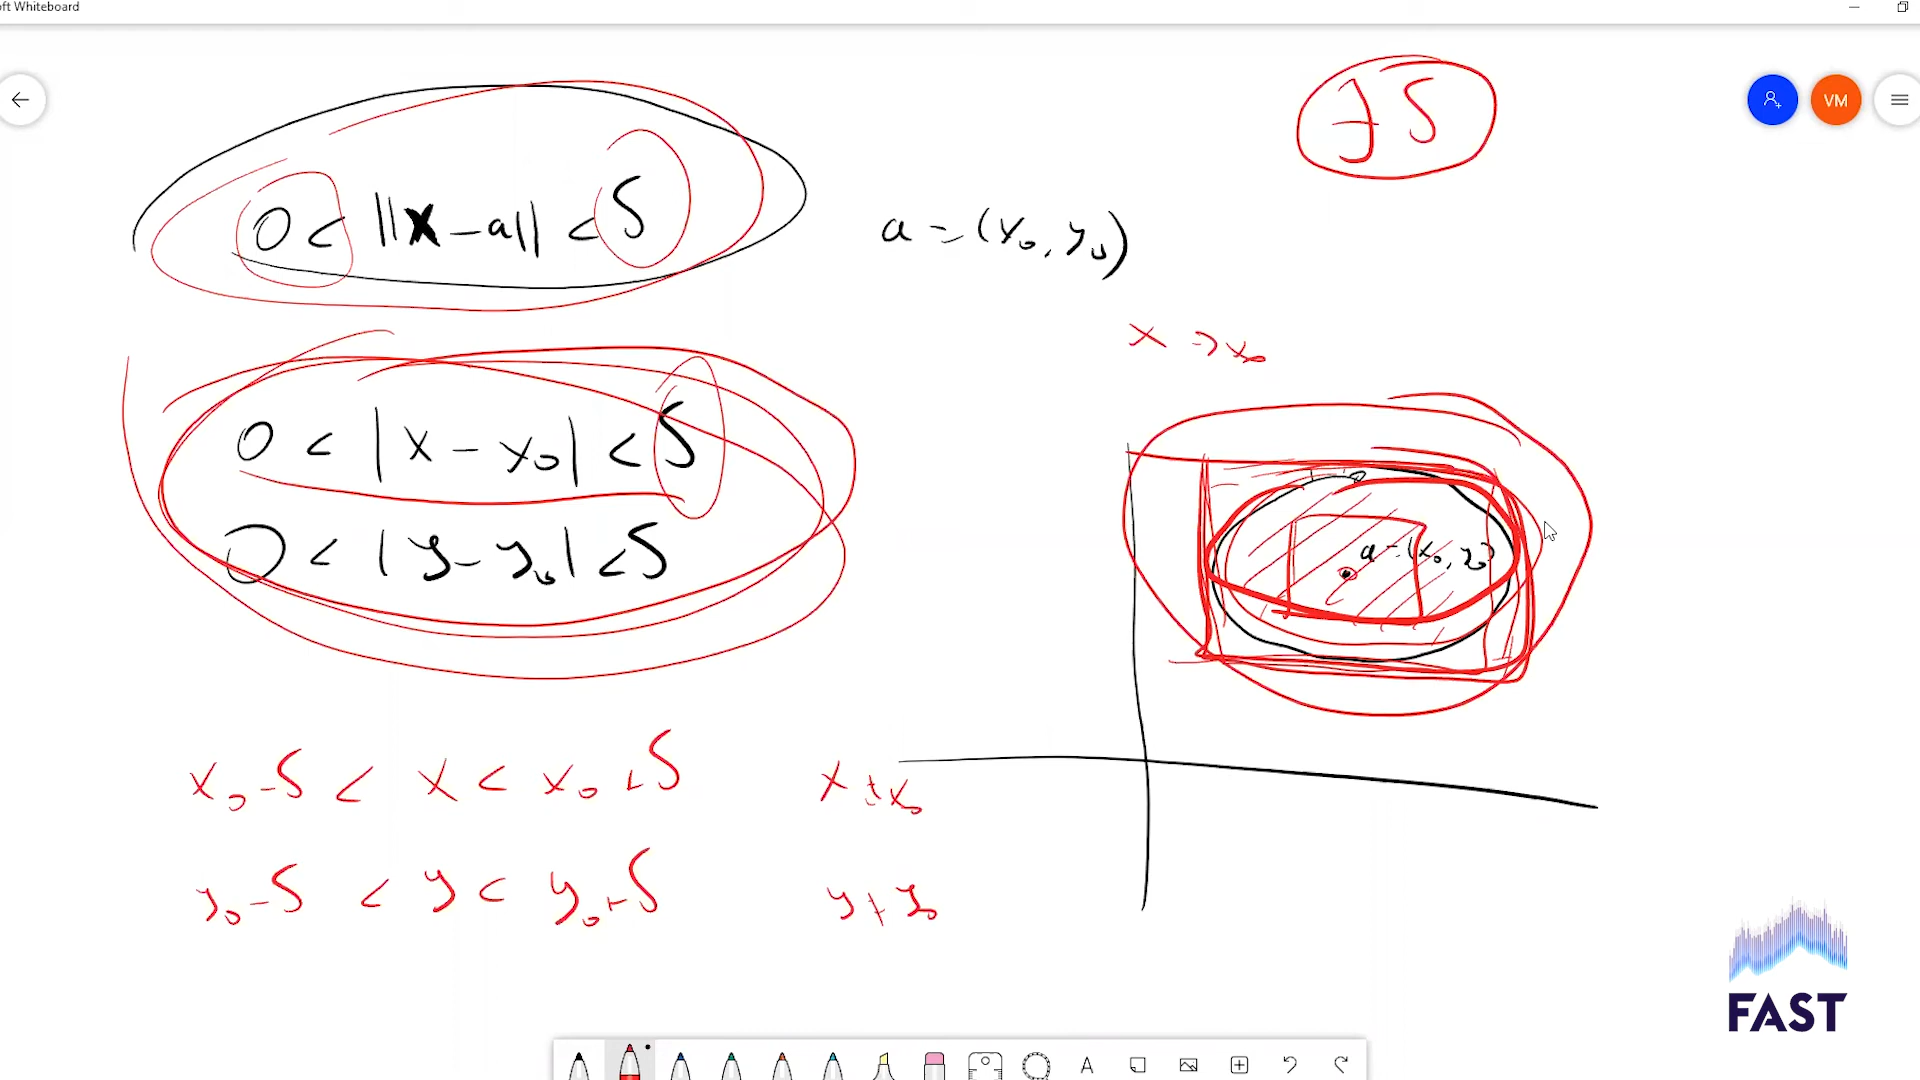 oft Whiteboard
∃ δ
VM
0 < ||x - a|| < δ
a = (x₀, y₀)
x → x₀
0 < |x - x₀| < δ
0 < |y - y₀| < δ
a = (x₀, y₀)
x₀ - δ < x < x₀ + δ
x ≠ x₀
y₀ - δ < y < y₀ + δ
y ≠ y₀
FAST
A